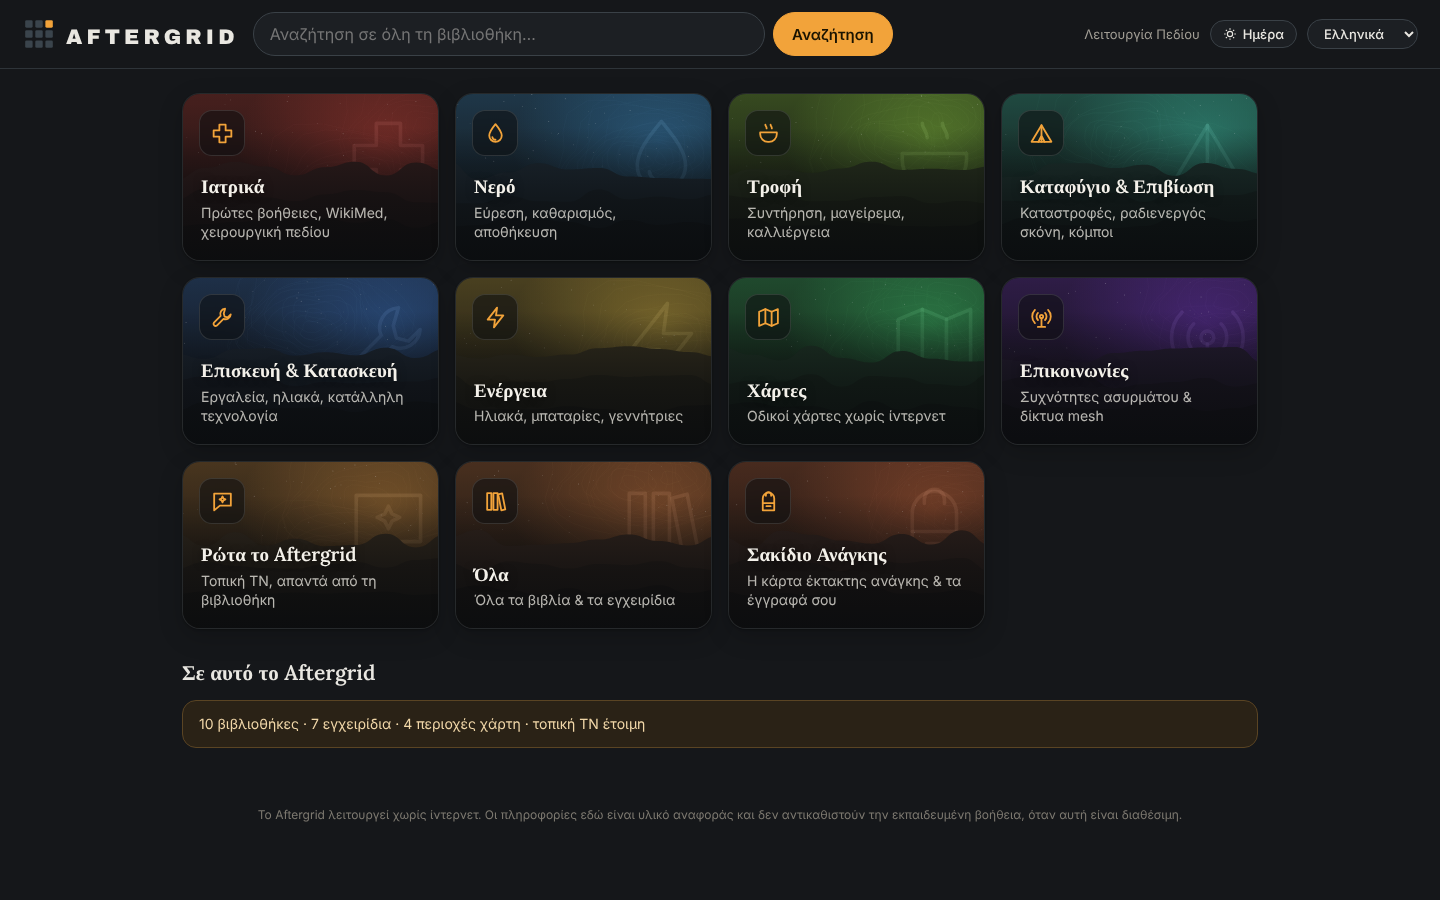 AFTERGRID
Αναζήτηση σε όλη τη βιβλιοθήκη...
Αναζήτηση
Λειτουργία Πεδίου
Ημέρα
Ελληνικά
Ιατρικά
Πρώτες βοήθειες, WikiMed,
χειρουργική πεδίου
Νερό
Εύρεση, καθαρισμός,
αποθήκευση
Τροφή
Συντήρηση, μαγείρεμα,
καλλιέργεια
Καταφύγιο & Επιβίωση
Καταστροφές, ραδιενεργός
σκόνη, κόμποι
Επισκευή & Κατασκευή
Εργαλεία, ηλιακά, κατάλληλη
τεχνολογία
Ενέργεια
Ηλιακά, μπαταρίες, γεννήτριες
Χάρτες
Οδικοί χάρτες χωρίς ίντερνετ
Επικοινωνίες
Συχνότητες ασυρμάτου &
δίκτυα mesh
Ρώτα το Aftergrid
Τοπική ΤΝ, απαντά από τη
βιβλιοθήκη
Όλα
Όλα τα βιβλία & τα εγχειρίδια
Σακίδιο Ανάγκης
Η κάρτα έκτακτης ανάγκης & τα
έγγραφά σου
Σε αυτό το Aftergrid
10 βιβλιοθήκες · 7 εγχειρίδια · 4 περιοχές χάρτη · τοπική ΤΝ έτοιμη
Το Aftergrid λειτουργεί χωρίς ίντερνετ. Οι πληροφορίες εδώ είναι υλικό αναφοράς και δεν αντικαθιστούν την εκπαιδευμένη βοήθεια, όταν αυτή είναι διαθέσιμη.